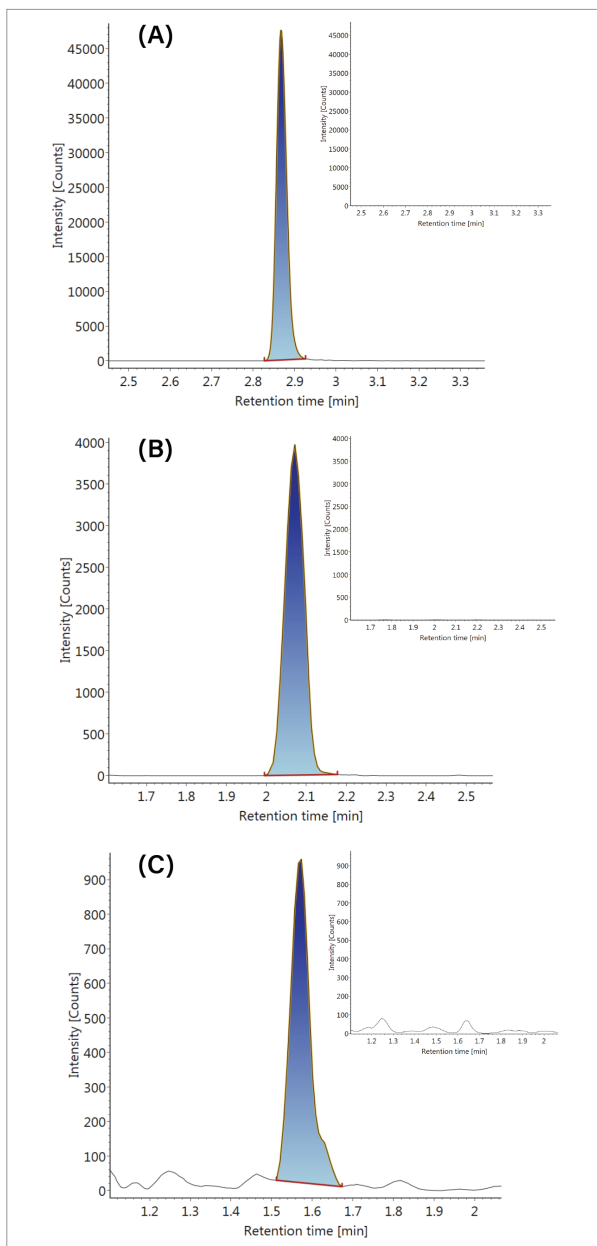 (A)
Intensity [Counts]
45000
40000
35000
30000
25000
20000
15000
10000
5000
0
2.5 2.6 2.7 2.8 2.9 3 3.1 3.2 3.3
Retention time [min]
Intensity [Counts]
45000
40000
35000
30000
25000
20000
15000
10000
5000
0
2.5 2.6 2.7 2.8 2.9 3 3.1 3.2 3.3
Retention time [min]
(B)
Intensity [Counts]
4000
3500
3000
2500
2000
1500
1000
500
0
1.7 1.8 1.9 2 2.1 2.2 2.3 2.4 2.5
Retention time [min]
Intensity [Counts]
4000
3500
3000
2500
2000
1500
1000
500
0
1.7 1.8 1.9 2 2.1 2.2 2.3 2.4 2.5
Retention time [min]
(C)
Intensity [Counts]
900
800
700
600
500
400
300
200
100
0
1.2 1.3 1.4 1.5 1.6 1.7 1.8 1.9 2
Retention time [min]
Intensity [Counts]
900
800
700
600
500
400
300
200
100
0
1.2 1.3 1.4 1.5 1.6 1.7 1.8 1.9 2
Retention time [min]